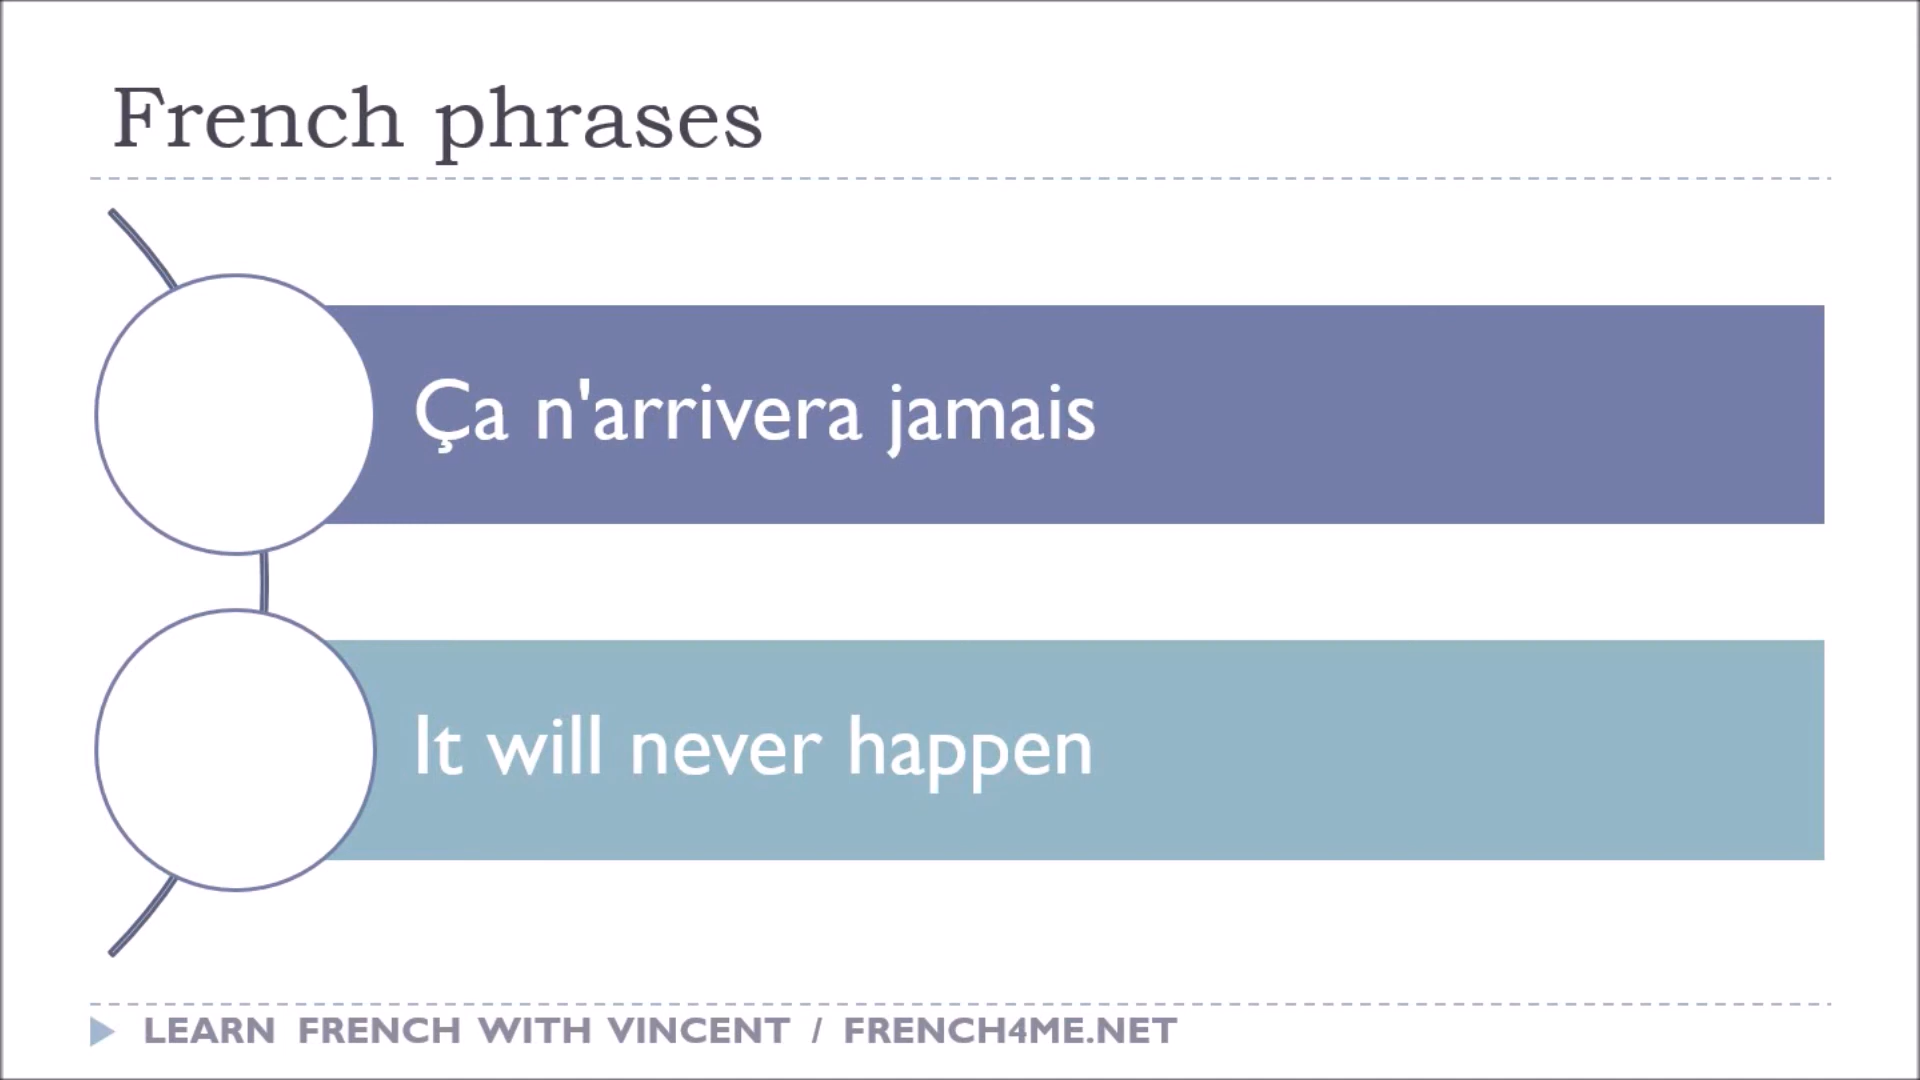 French phrases
Ça n'arrivera jamais
It will never happen
LEARN FRENCH WITH VINCENT / FRENCH4ME.NET